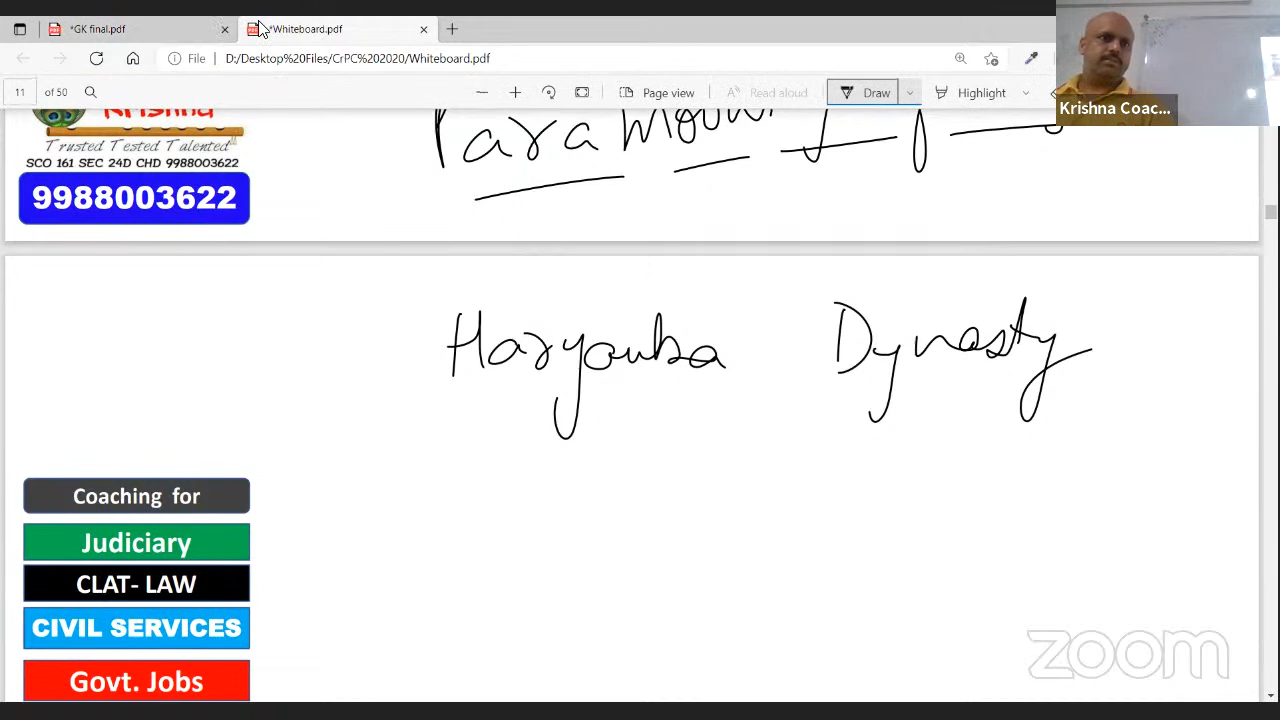 *GK final.pdf
*Whiteboard.pdf
File D:/Desktop%20Files/CrPC%202020/Whiteboard.pdf
11 of 50 Page view Read aloud Draw Highlight
Krishna Coac...
Krishna
Paramount
Trusted Tested Talented
SCO 161 SEC 24D CHD 9988003622
9988003622
Haryanka Dynasty
Coaching for
Judiciary
CLAT- LAW
CIVIL SERVICES
Govt. Jobs
zoom